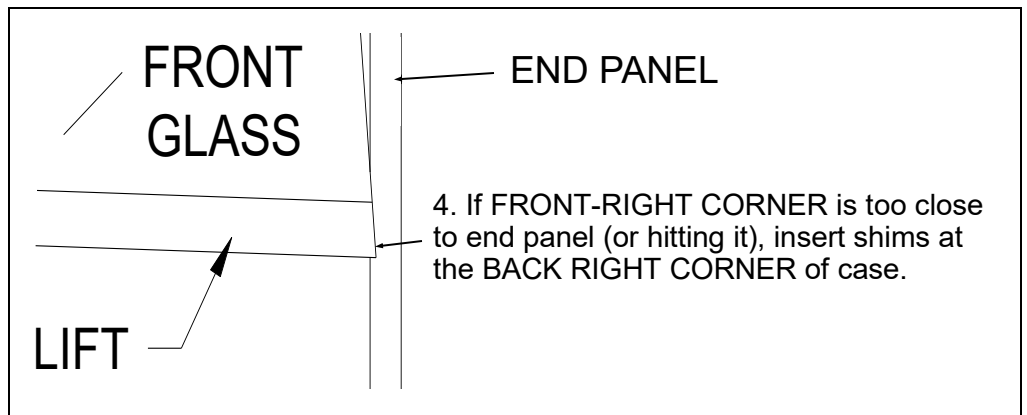 FRONT
GLASS
END PANEL
4. If FRONT-RIGHT CORNER is too close
to end panel (or hitting it), insert shims at
the BACK RIGHT CORNER of case.
LIFT